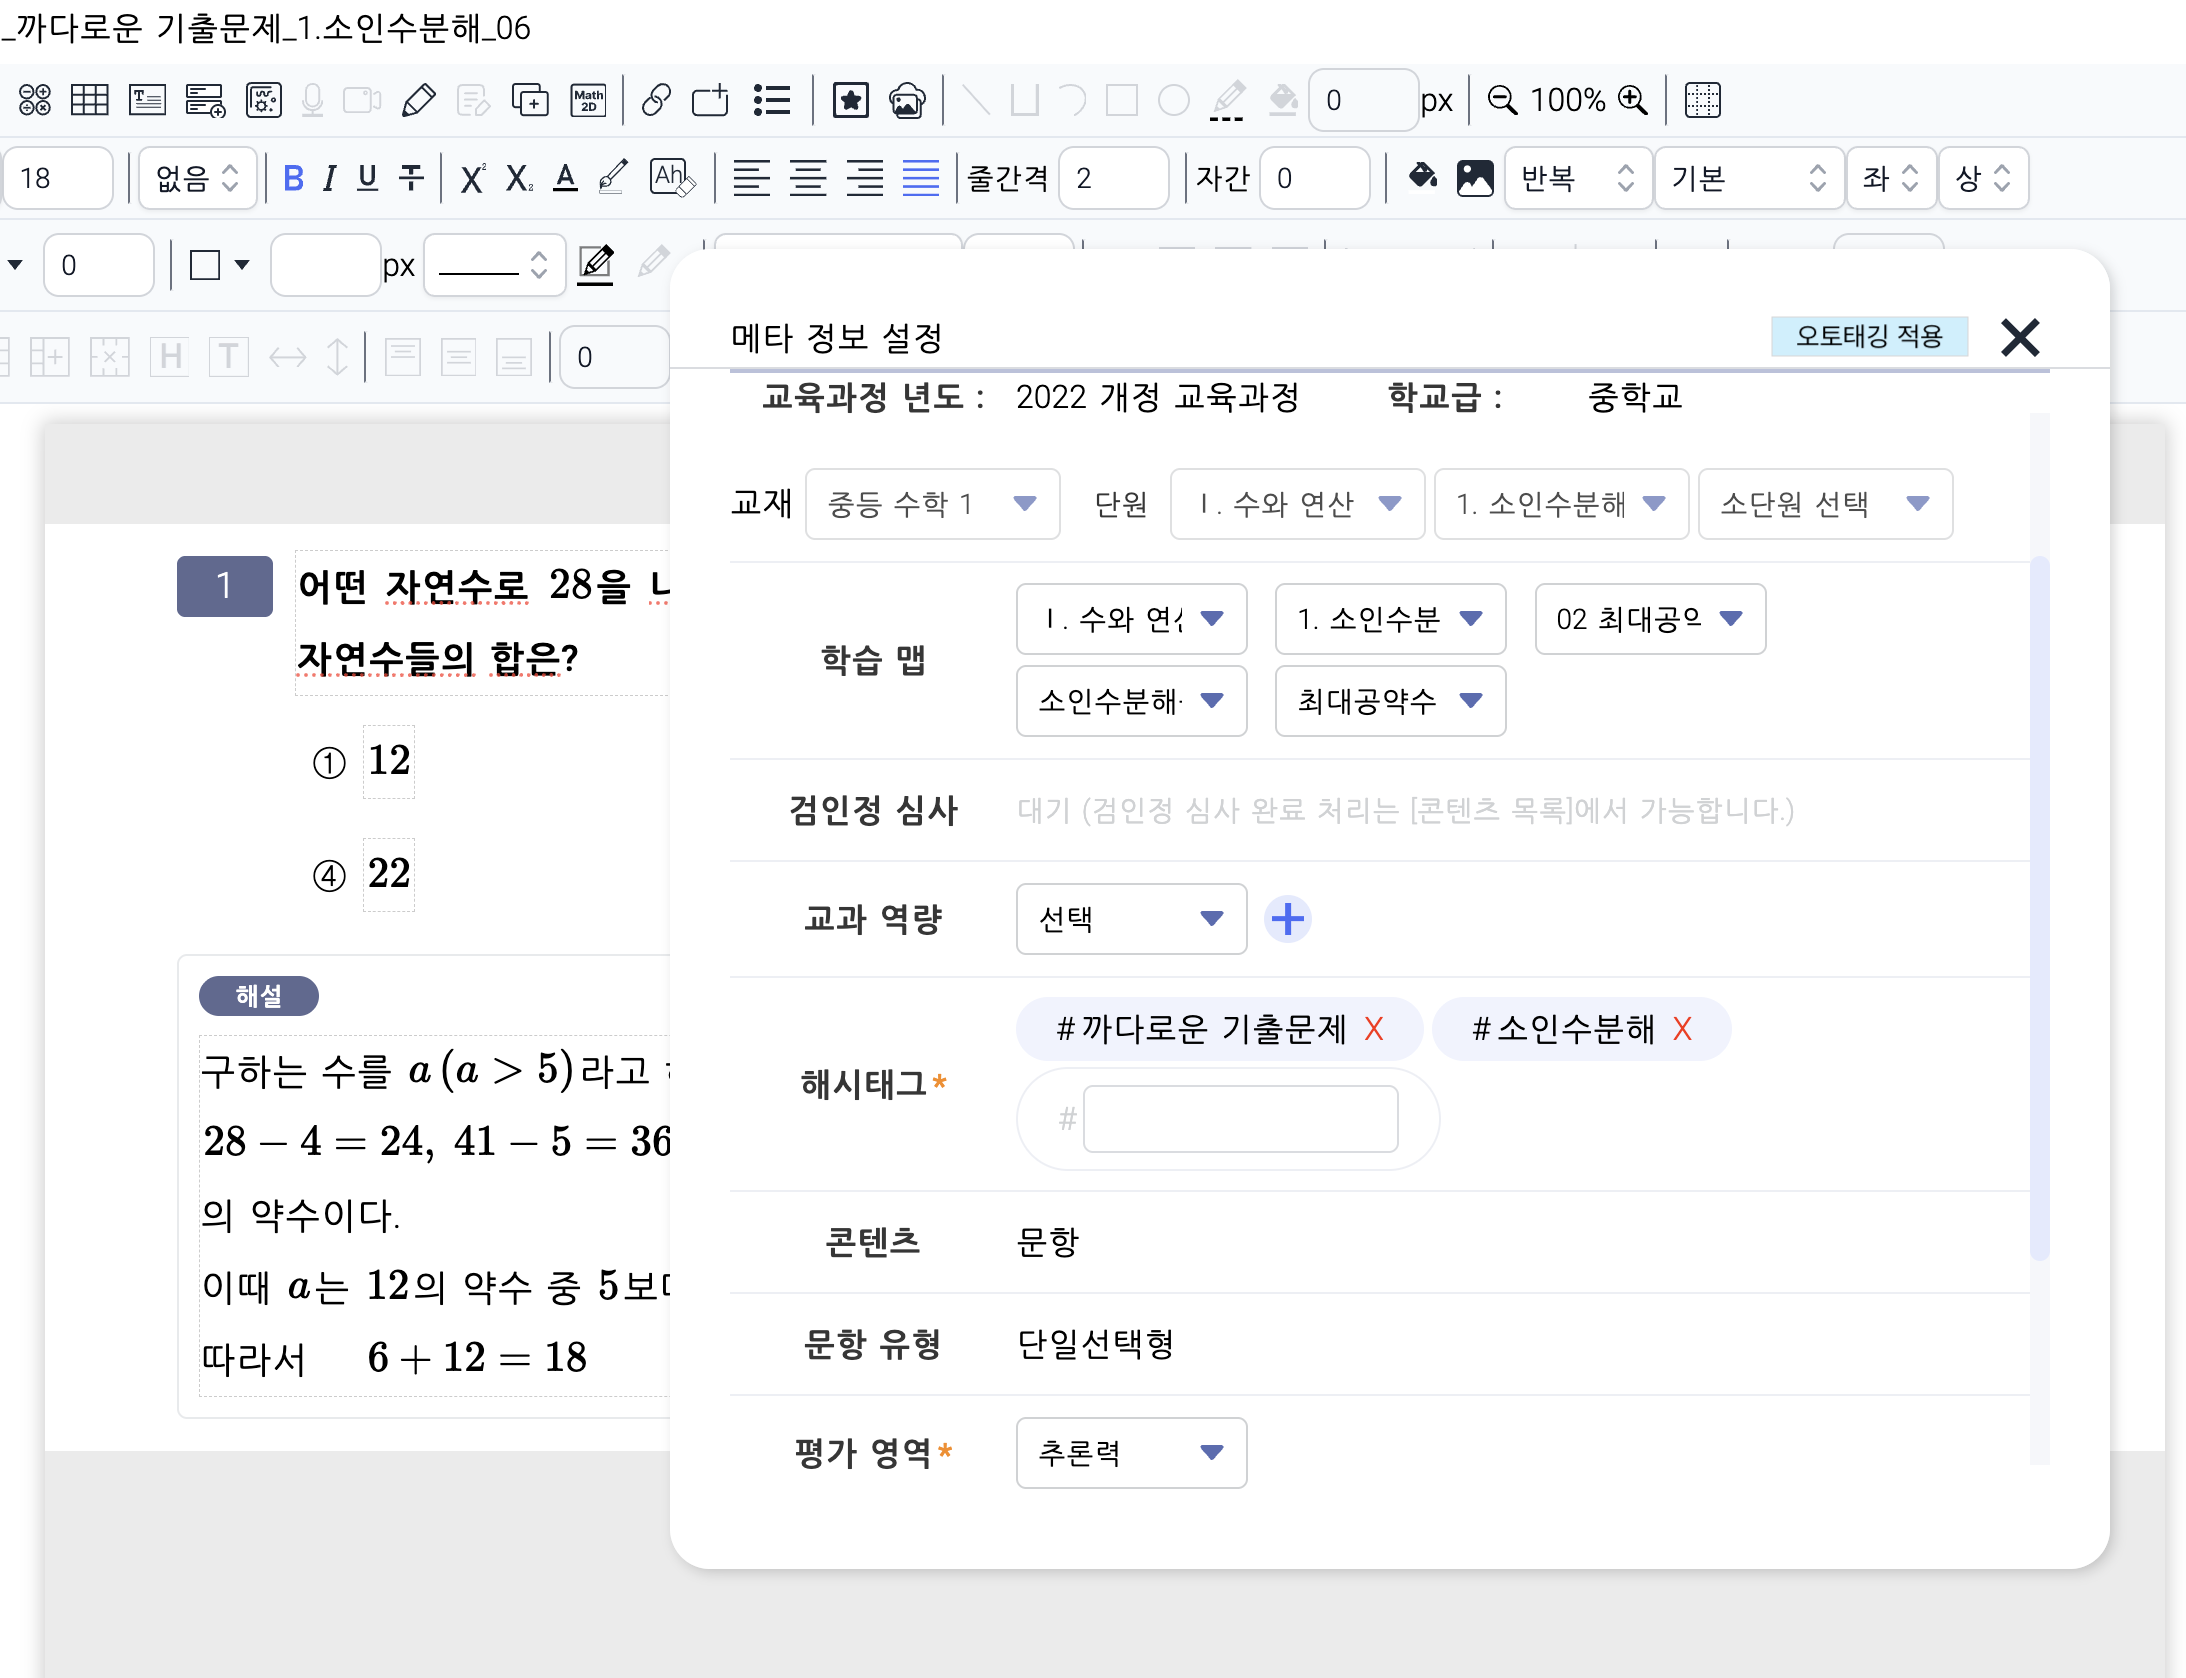 _까다로운 기출문제_1.소인수분해_06
Math 2D
0 px
100%
18 없음 B I U T X² X₂ A Ah 줄간격 2 자간 0 반복 기본 좌 상
0 px
H T 0
메타 정보 설정 오토태깅 적용
교육과정 년도 : 2022 개정 교육과정 학교급 : 중학교
교재 중등 수학 1 단원 Ⅰ. 수와 연산 1. 소인수분해 소단원 선택
학습 맵
Ⅰ. 수와 1. 소인수분 02 최대공
소인수분해 최대공약수
검인정 심사 대기 (검인정 심사 완료 처리는 [콘텐츠 목록]에서 가능합니다.)
교과 역량 선택
해시태그*
#까다로운 기출문제 X #소인수분해 X
#
콘텐츠 문항
문항 유형 단일선택형
평가 영역* 추론력
1 어떤 자연수로 28을
자연수들의 합은?
① 12
④ 22
해설
구하는 수를 a (a > 5)라고
28 − 4 = 24, 41 − 5 = 36
의 약수이다.
이때 a는 12의 약수 중 5보
따라서 6 + 12 = 18